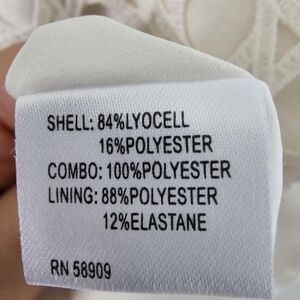 SHELL: 84%LYOCELL
16%POLYESTER
COMBO: 100%POLYESTER
LINING: 88%POLYESTER
12%ELASTANE
RN 58909